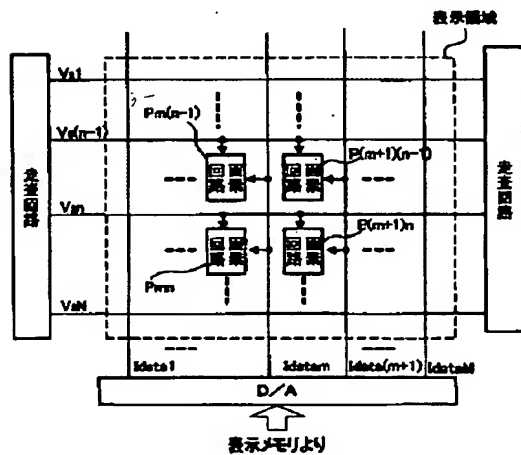 表示領域
Vs1
Pm(n-1)
Vs(n-1)
画素回路
画素回路
P(m+1)(n-1)
走査回路
走査回路
Vsn
画素回路
画素回路
P(m+1)n
Pmn
VsN
Idata1
Idatam
Idata(m+1)
IdataM
D/A
表示メモリより